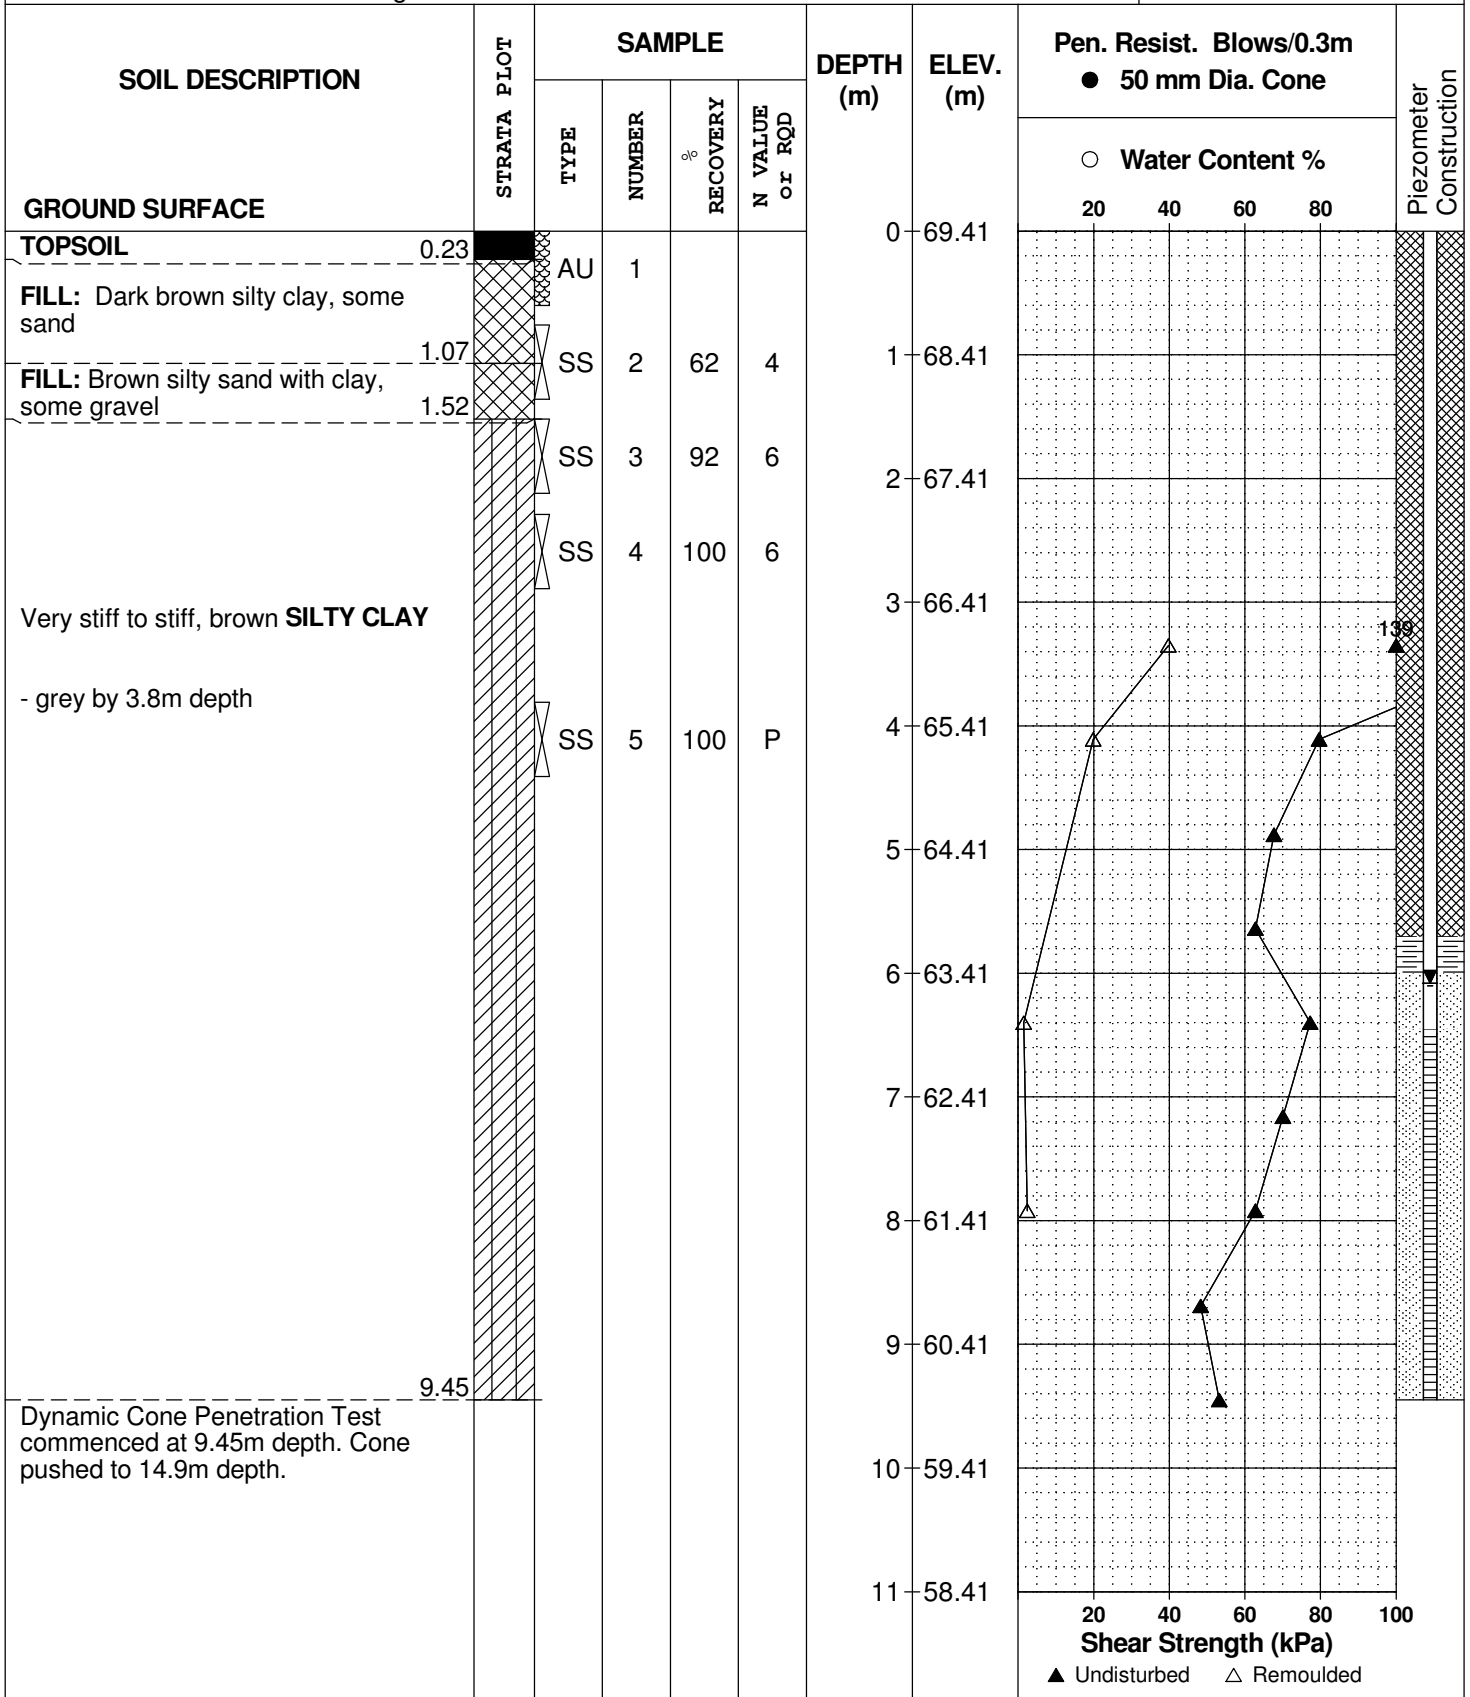 SOIL DESCRIPTION
GROUND SURFACE
STRATA PLOT
SAMPLE
TYPE
NUMBER
% RECOVERY
N VALUE or RQD
DEPTH (m)
ELEV. (m)
Pen. Resist. Blows/0.3m
● 50 mm Dia. Cone
○ Water Content %
20 40 60 80
Piezometer Construction
TOPSOIL 0.23
FILL: Dark brown silty clay, some
sand
1.07
FILL: Brown silty sand with clay,
some gravel 1.52
Very stiff to stiff, brown SILTY CLAY
- grey by 3.8m depth
9.45
Dynamic Cone Penetration Test
commenced at 9.45m depth. Cone
pushed to 14.9m depth.
AU 1
SS 2 62 4
SS 3 92 6
SS 4 100 6
SS 5 100 P
0 69.41
1 68.41
2 67.41
3 66.41
4 65.41
5 64.41
6 63.41
7 62.41
8 61.41
9 60.41
10 59.41
11 58.41
139
20 40 60 80 100
Shear Strength (kPa)
▲ Undisturbed △ Remoulded